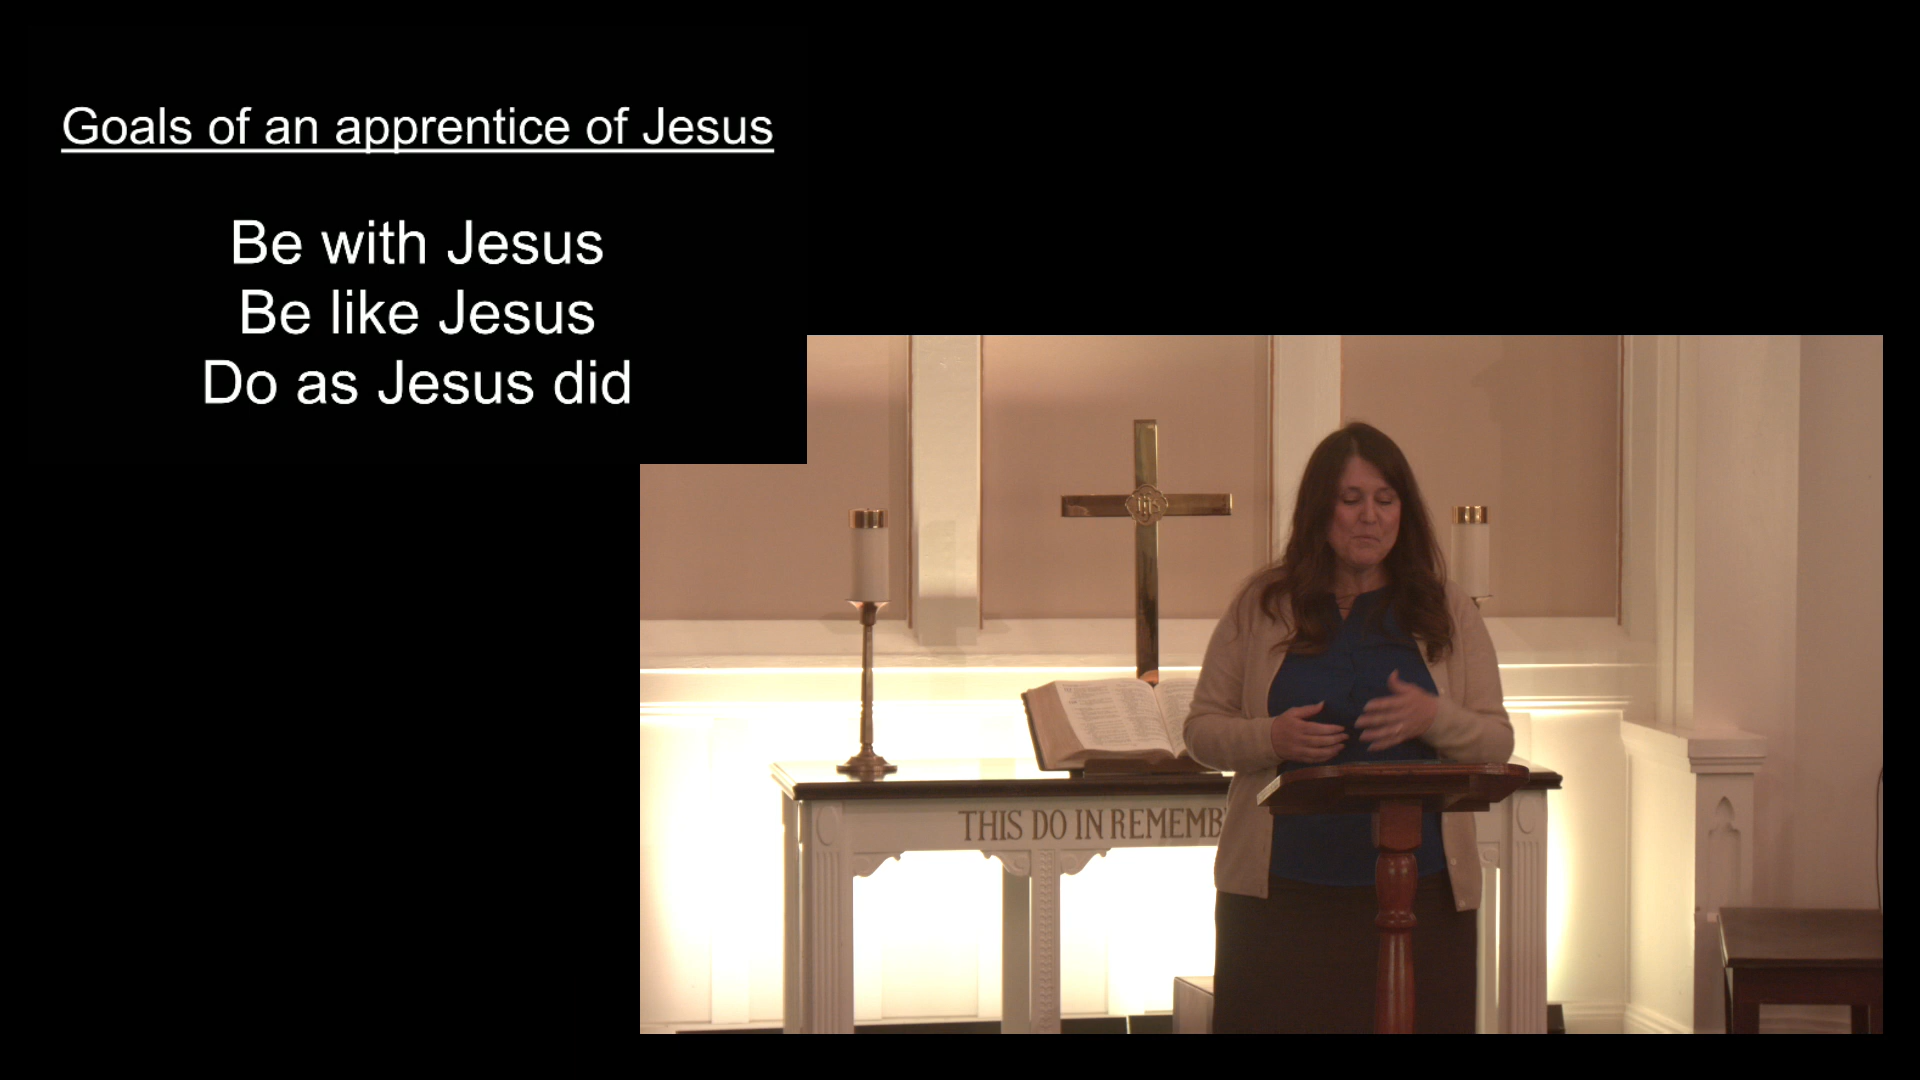 Goals of an apprentice of Jesus
Be with Jesus
Be like Jesus
Do as Jesus did
IHS
THIS DO IN REMEMB